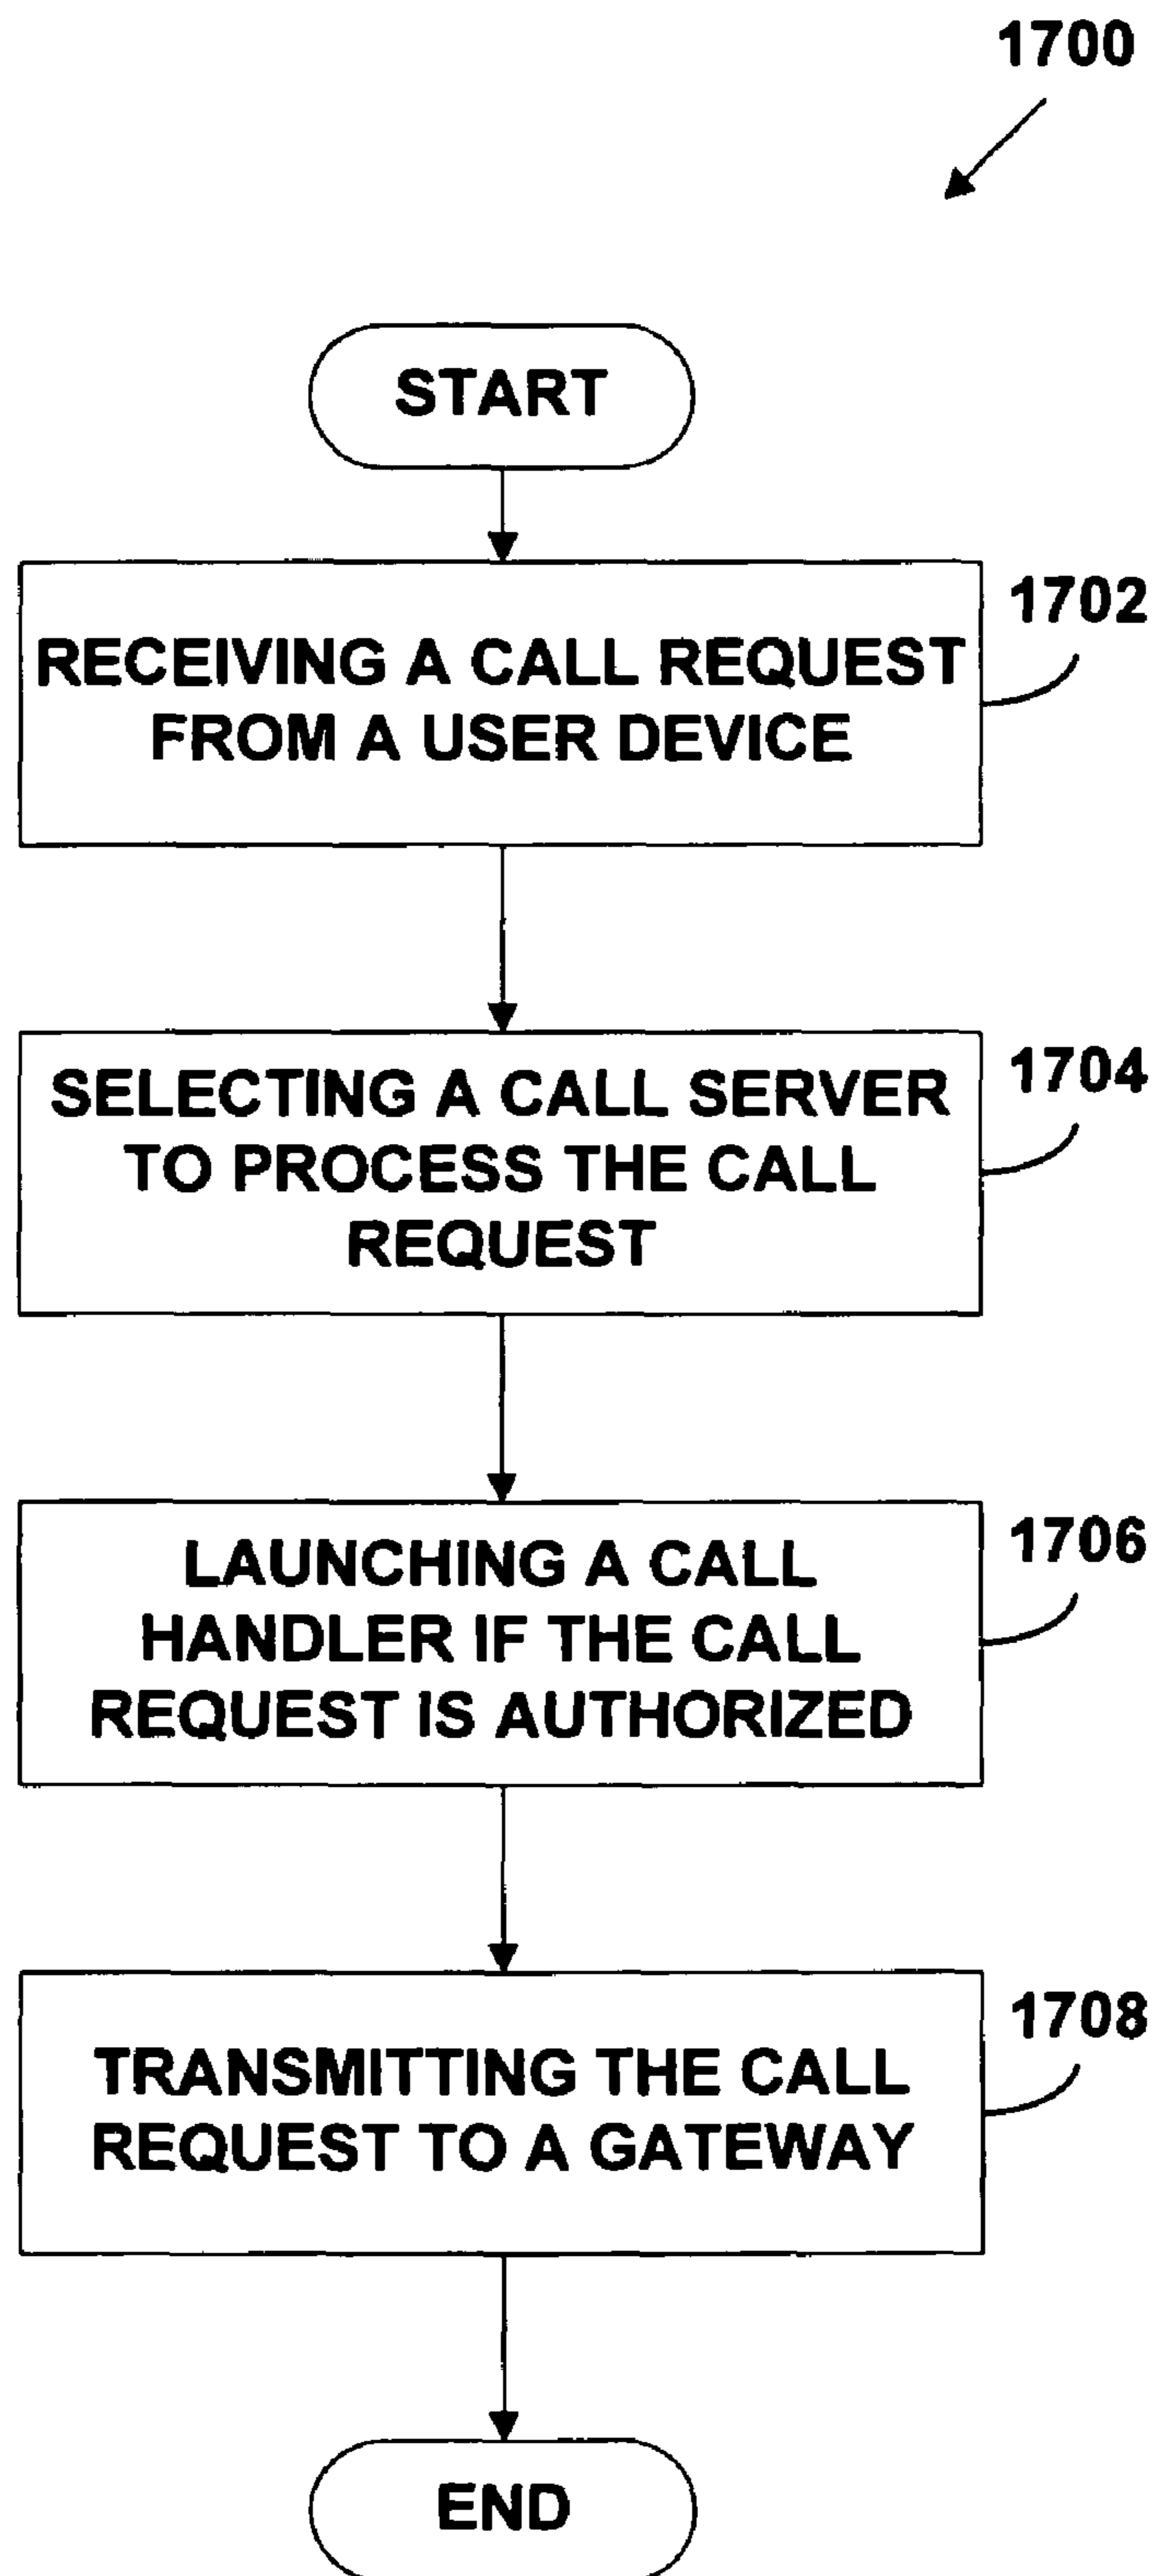 1700
START
RECEIVING A CALL REQUEST
FROM A USER DEVICE
1702
SELECTING A CALL SERVER
TO PROCESS THE CALL
REQUEST
1704
LAUNCHING A CALL
HANDLER IF THE CALL
REQUEST IS AUTHORIZED
1706
TRANSMITTING THE CALL
REQUEST TO A GATEWAY
1708
END